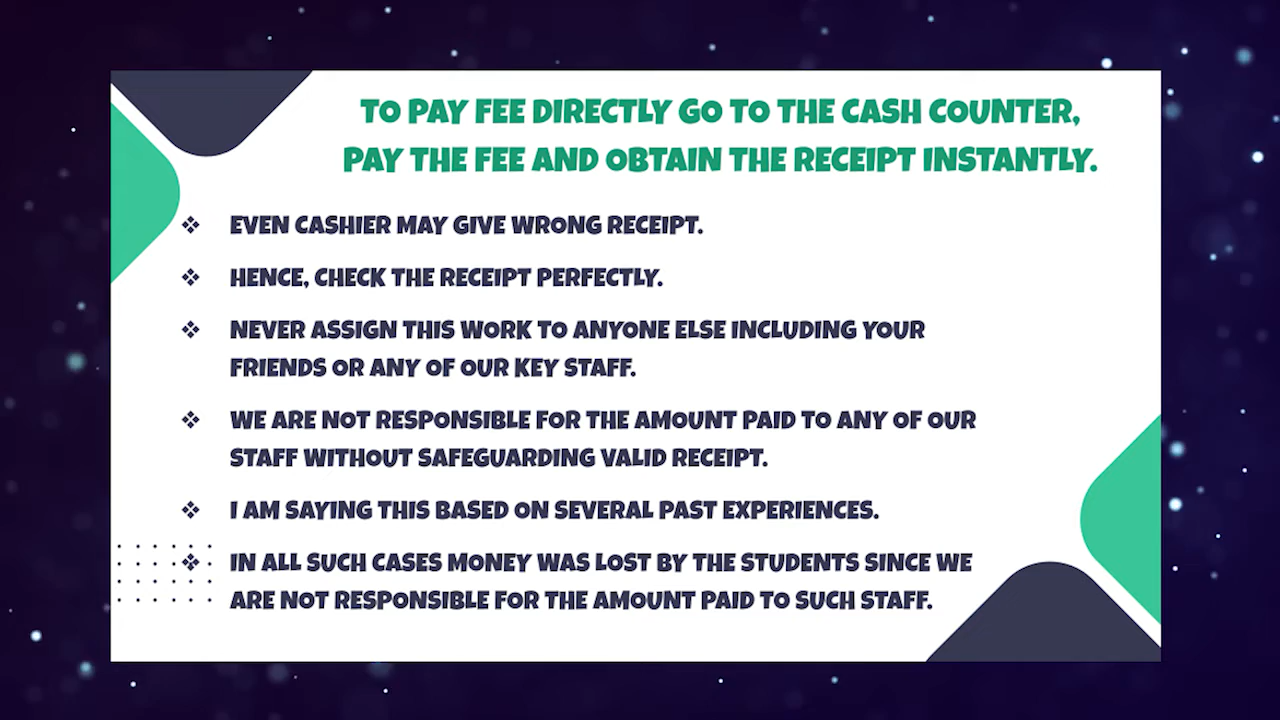 TO PAY FEE DIRECTLY GO TO THE CASH COUNTER,
PAY THE FEE AND OBTAIN THE RECEIPT INSTANTLY.
❖ EVEN CASHIER MAY GIVE WRONG RECEIPT.
❖ HENCE, CHECK THE RECEIPT PERFECTLY.
❖ NEVER ASSIGN THIS WORK TO ANYONE ELSE INCLUDING YOUR
FRIENDS OR ANY OF OUR KEY STAFF.
❖ WE ARE NOT RESPONSIBLE FOR THE AMOUNT PAID TO ANY OF OUR
STAFF WITHOUT SAFEGUARDING VALID RECEIPT.
❖ I AM SAYING THIS BASED ON SEVERAL PAST EXPERIENCES.
❖ IN ALL SUCH CASES MONEY WAS LOST BY THE STUDENTS SINCE WE
ARE NOT RESPONSIBLE FOR THE AMOUNT PAID TO SUCH STAFF.